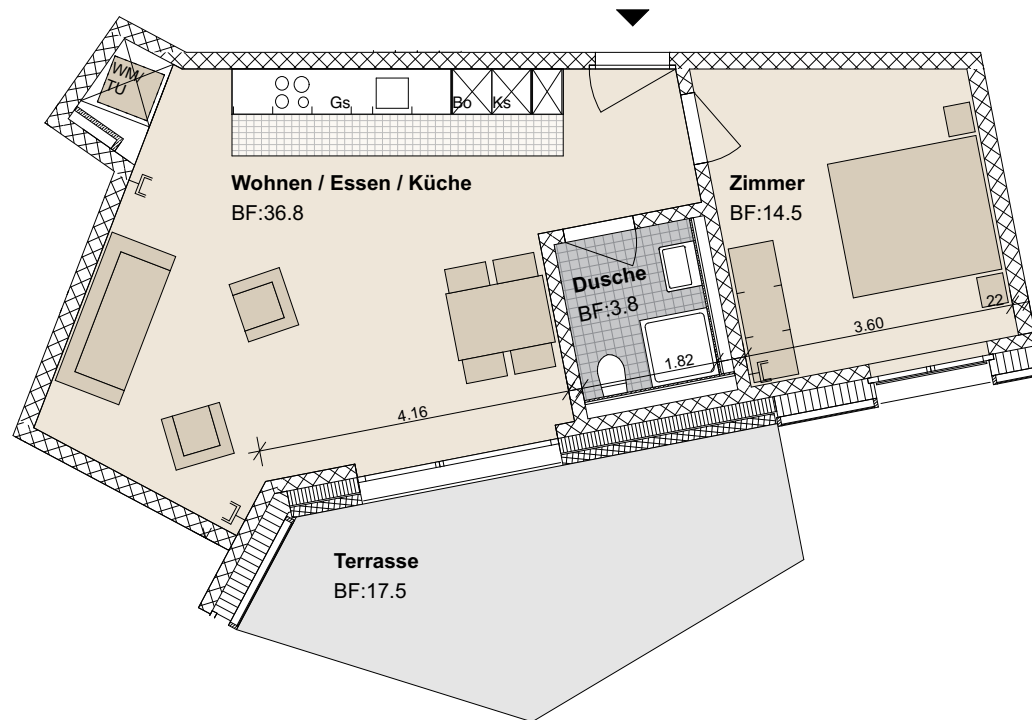 WM/
TU
Gs
Bo
Ks
Wohnen / Essen / Küche
BF:36.8
Zimmer
BF:14.5
Dusche
BF:3.8
22
3.60
1.82
4.16
Terrasse
BF:17.5